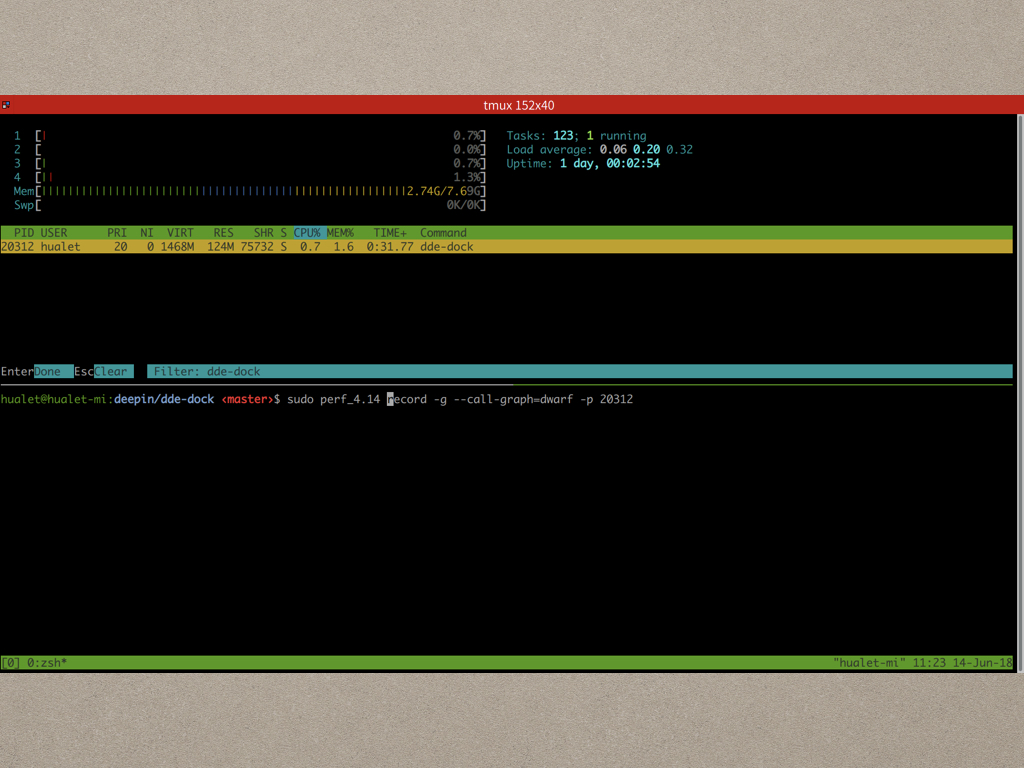 tmux 152x40
1 [| 0.7%] Tasks: 123; 1 running
2 [ 0.0%] Load average: 0.06 0.20 0.32
3 [| 0.7%] Uptime: 1 day, 00:02:54
4 [|| 1.3%]
Mem[||||||||||||||||||||||||||||||||||||||||||||||||||||||||2.74G/7.69G]
Swp[ 0K/0K]
PID USER PRI NI VIRT RES SHR S CPU% MEM% TIME+ Command
20312 hualet 20 0 1468M 124M 75732 S 0.7 1.6 0:31.77 dde-dock
EnterDone EscClear Filter: dde-dock
hualet@hualet-mi:deepin/dde-dock ‹master›$ sudo perf_4.14 record -g --call-graph=dwarf -p 20312
[0] 0:zsh* "hualet-mi" 11:23 14-Jun-18